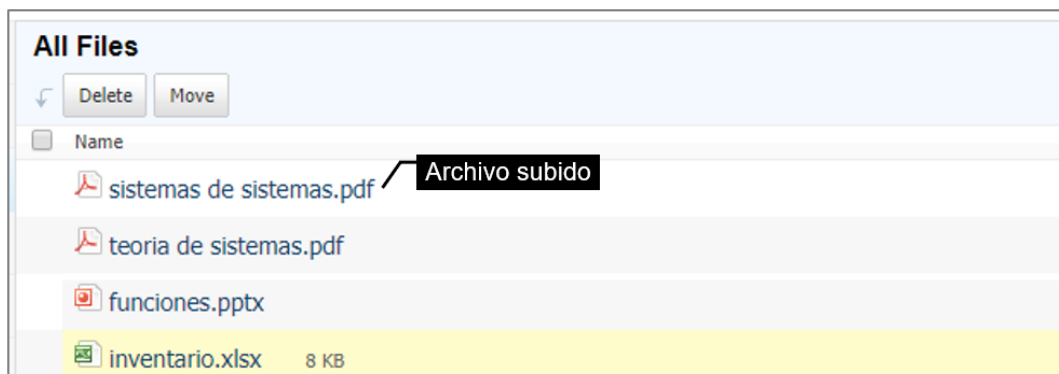 All Files
Delete Move
Name
sistemas de sistemas.pdf Archivo subido
teoria de sistemas.pdf
funciones.pptx
inventario.xlsx 8 KB